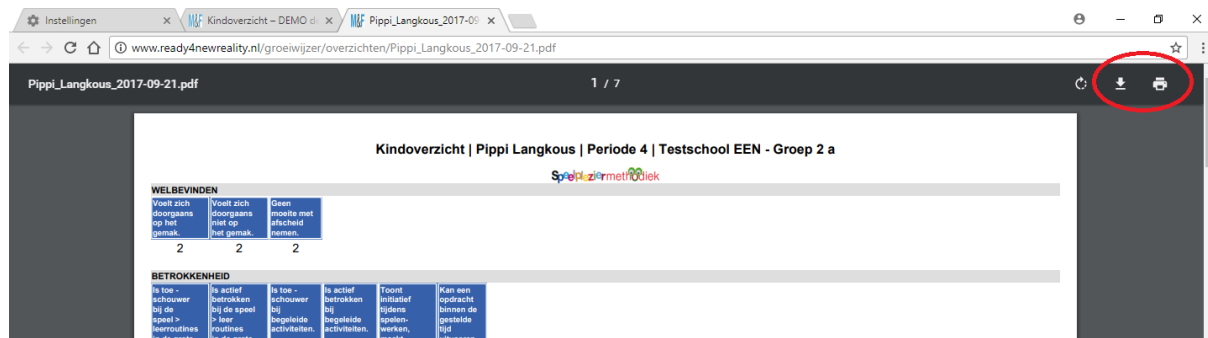 Instellingen
M&F Kindoverzicht – DEMO d
M&F Pippi_Langkous_2017-09
www.ready4newreality.nl/groeiwijzer/overzichten/Pippi_Langkous_2017-09-21.pdf
Pippi_Langkous_2017-09-21.pdf
1 / 7
Kindoverzicht | Pippi Langkous | Periode 4 | Testschool EEN - Groep 2 a
Speelpleziermethodiek
WELBEVINDEN
Voelt zich
doorgaans
op het
gemak.
Voelt zich
doorgaans
niet op
het gemak.
Geen
moeite met
afscheid
nemen.
2 2 2
BETROKKENHEID
Is toe -
schouwer
bij de
speel >
leerroutines
Is actief
betrokken
bij de speel
> leer
routines
Is toe -
schouwer
bij
begeleide
activiteiten.
Is actief
betrokken
bij
begeleide
activiteiten.
Toont
initiatief
tijdens
spelen-
werken,
Kan een
opdracht
binnen de
gestelde
tijd